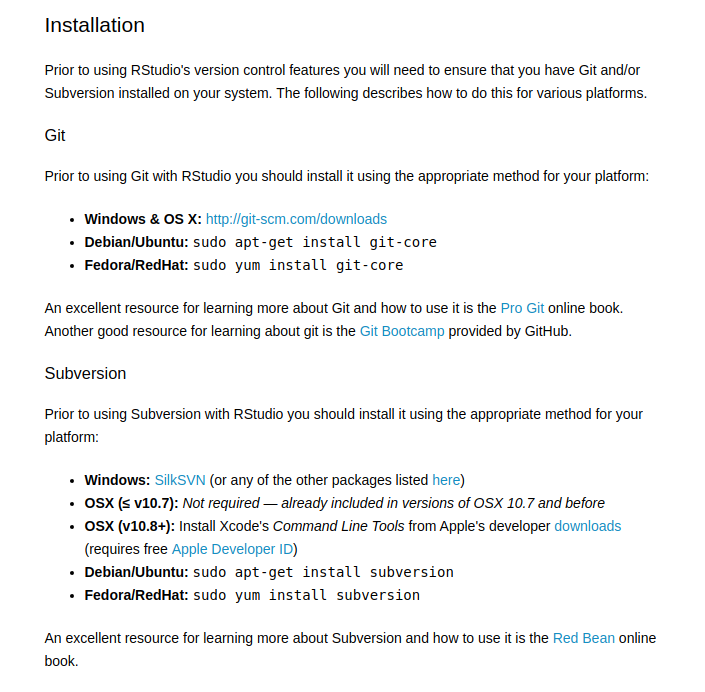 Installation
Prior to using RStudio's version control features you will need to ensure that you have Git and/or
Subversion installed on your system. The following describes how to do this for various platforms.
Git
Prior to using Git with RStudio you should install it using the appropriate method for your platform:
• Windows & OS X: http://git-scm.com/downloads
• Debian/Ubuntu: sudo apt-get install git-core
• Fedora/RedHat: sudo yum install git-core
An excellent resource for learning more about Git and how to use it is the Pro Git online book.
Another good resource for learning about git is the Git Bootcamp provided by GitHub.
Subversion
Prior to using Subversion with RStudio you should install it using the appropriate method for your
platform:
• Windows: SilkSVN (or any of the other packages listed here)
• OSX (≤ v10.7): Not required — already included in versions of OSX 10.7 and before
• OSX (v10.8+): Install Xcode's Command Line Tools from Apple's developer downloads
(requires free Apple Developer ID)
• Debian/Ubuntu: sudo apt-get install subversion
• Fedora/RedHat: sudo yum install subversion
An excellent resource for learning more about Subversion and how to use it is the Red Bean online
book.